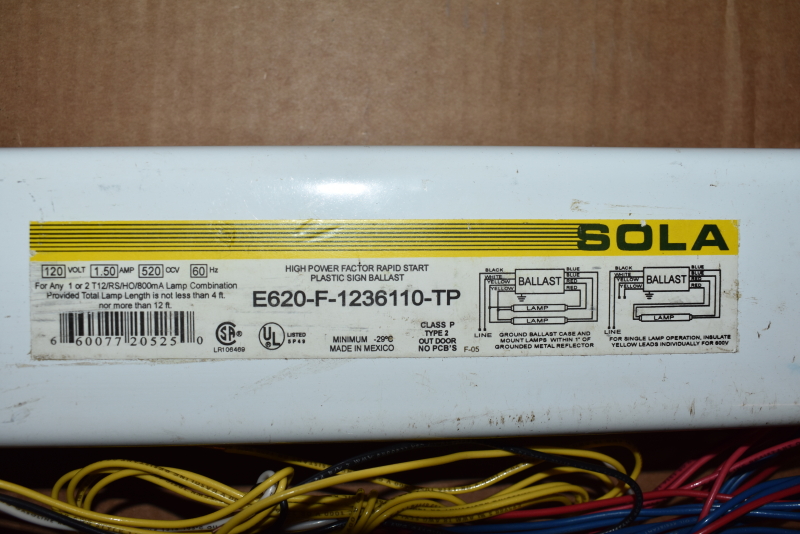 SOLA
120 VOLT 1.50 AMP 520 OCV 60 Hz
For Any 1 or 2 T12/RS/HO/800mA Lamp Combination
Provided Total Lamp Length is not less than 4 ft.
nor more than 12 ft.
6 60077 20525 0
SA®
LR106469
UL LISTED
HIGH POWER FACTOR RAPID START
PLASTIC SIGN BALLAST
E620-F-1236110-TP
MINIMUM -29°C
MADE IN MEXICO
CLASS P
TYPE 2
OUT DOOR
NO PCB'S F-05
BLACK
WHITE
YELLOW
YELLOW
BALLAST
BLUE
BLUE
RED
RED
LAMP
LAMP
LINE
GROUND BALLAST CASE AND
MOUNT LAMPS WITHIN 1" OF
GROUNDED METAL REFLECTOR
BLACK
WHITE
YELLOW
YELLOW
BALLAST
BLUE
BLUE
RED
RED
LAMP
LINE
FOR SINGLE LAMP OPERATION, INSULATE
YELLOW LEADS INDIVIDUALLY FOR 600V